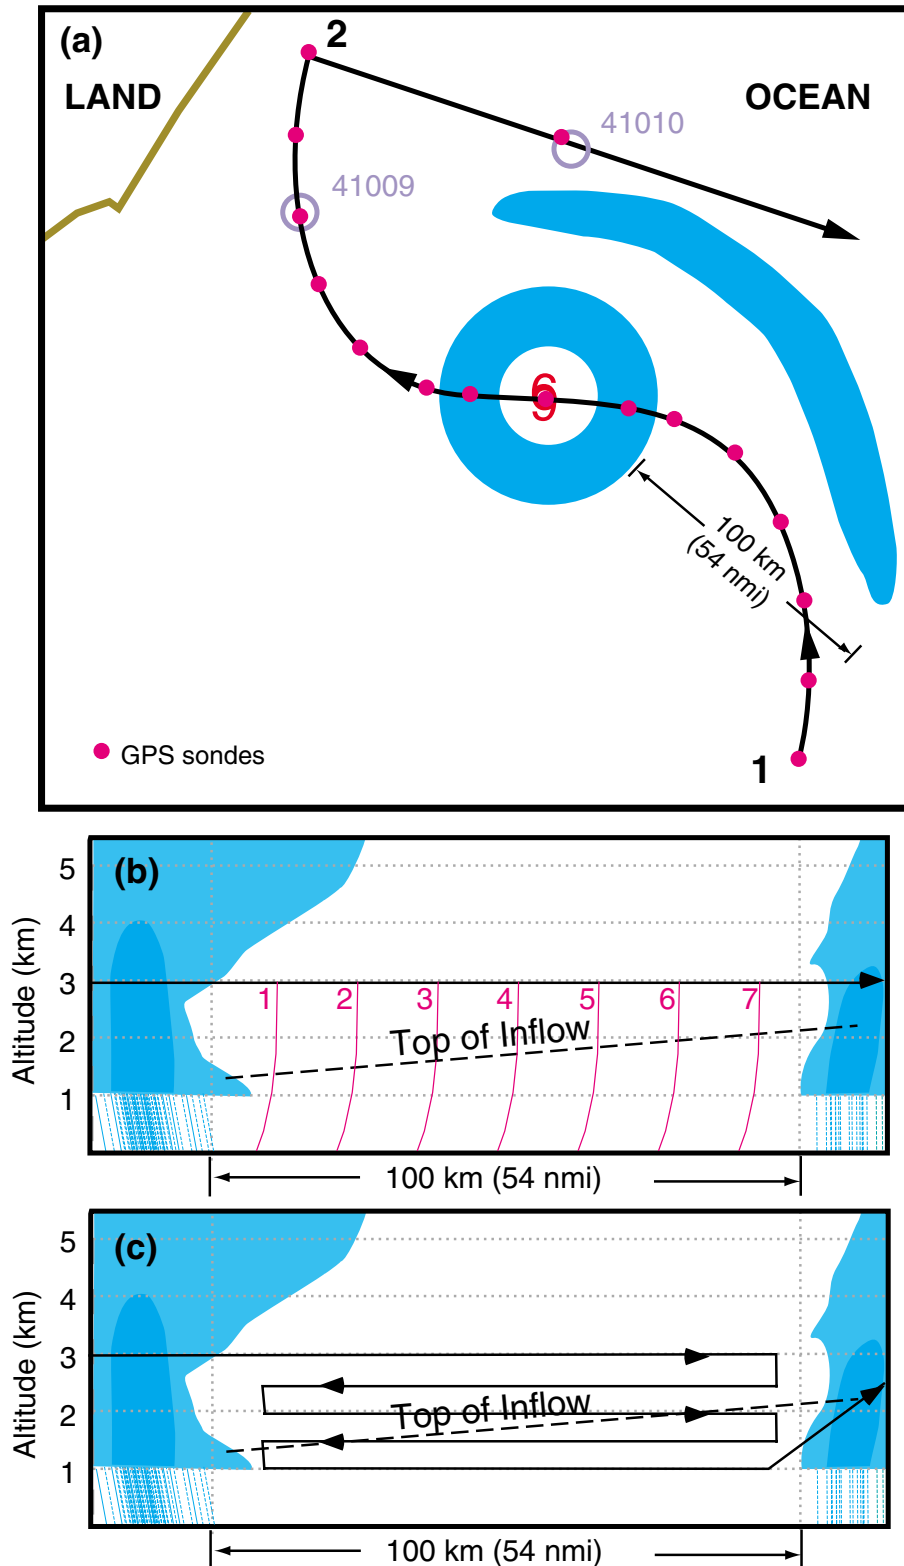 (a)
2
LAND
OCEAN
41010
41009
100 km
(54 nmi)
GPS sondes
1
(b)
5
4
3
2
1
Altitude (km)
1 2 3 4 5 6 7
Top of Inflow
100 km (54 nmi)
(c)
5
4
3
2
1
Altitude (km)
Top of Inflow
100 km (54 nmi)